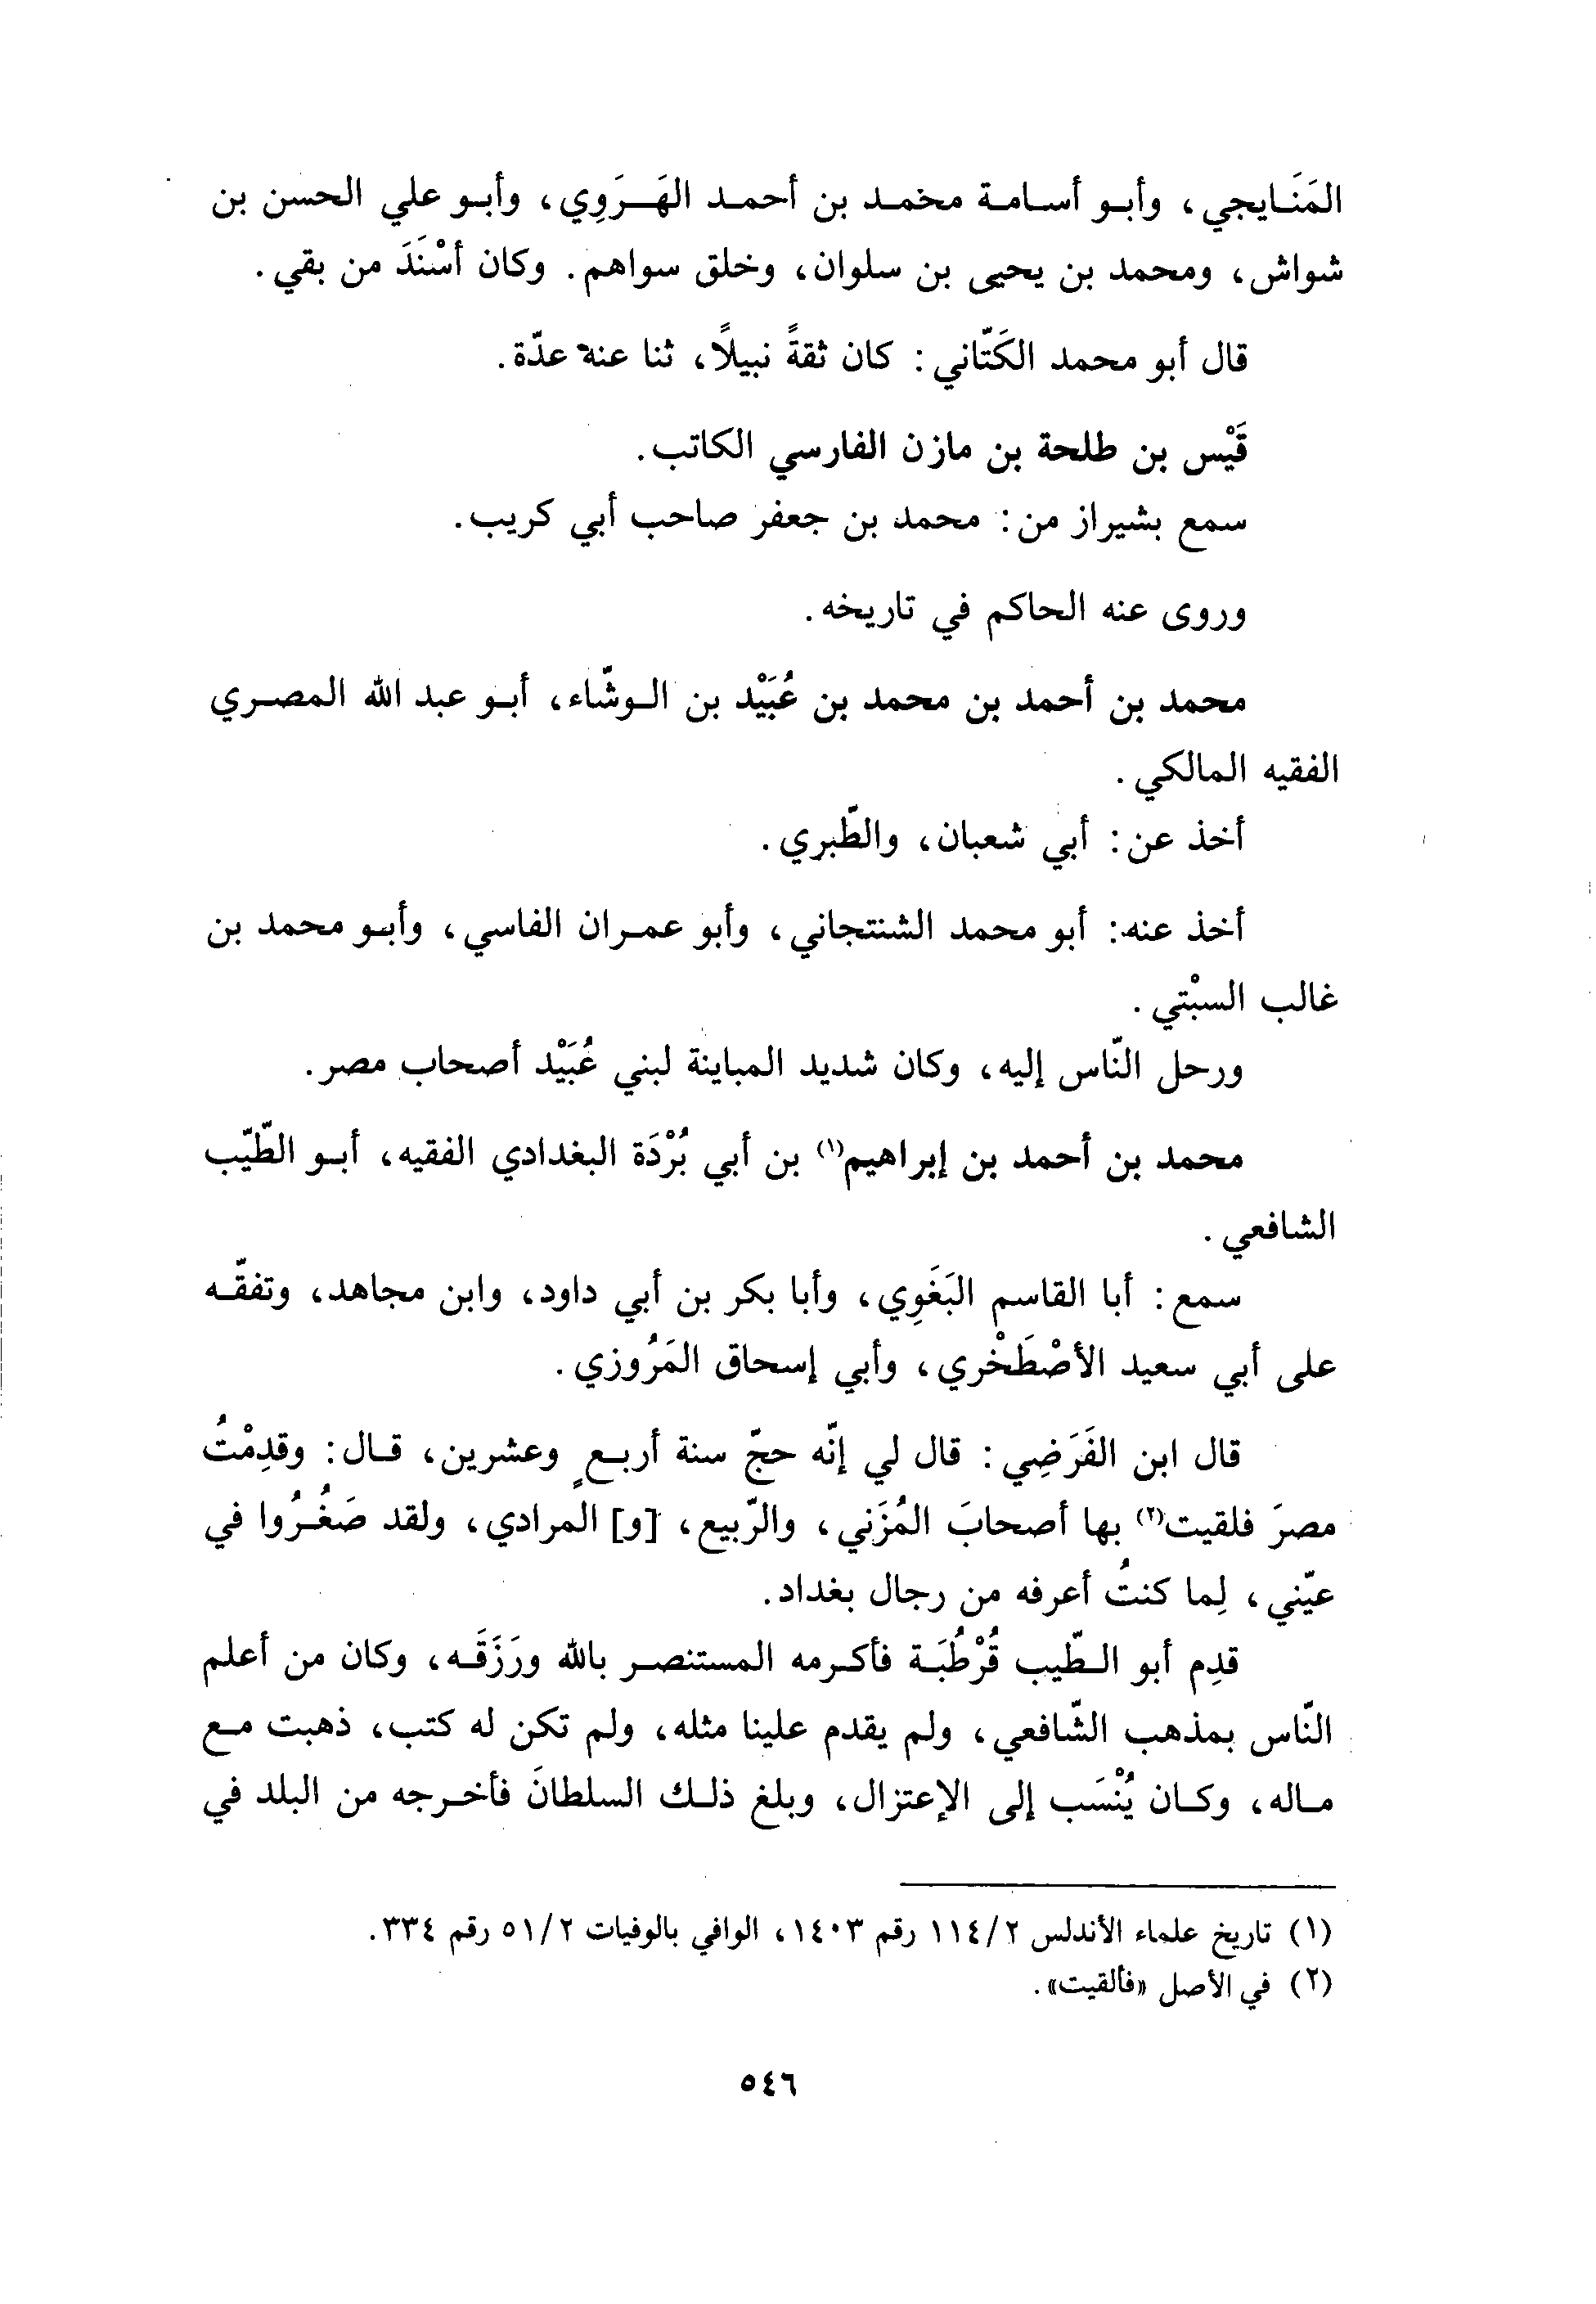 المَنَايجي، وأبو أسامة محمد بن أحمد الهَرَوِي، وأبو علي الحسن بن
شواش، ومحمد بن يحيى بن سلوان، وخلق سواهم. وكان أسْنَدَ من بقي.
قال أبو محمد الكَتّاني: كان ثقةً نبيلاً، ثنا عنه عدّة.
قَيْس بن طلحة بن مازن الفارسي الكاتب.
سمع بشيراز من: محمد بن جعفر صاحب أبي كريب.
وروى عنه الحاكم في تاريخه.
محمد بن أحمد بن محمد بن عُبَيْد بن الوشّاء، أبو عبد الله المصري
الفقيه المالكي.
أخذ عن: أبي شعبان، والطّبري.
أخذ عنه: أبو محمد الشنتجاني، وأبو عمران الفاسي، وأبو محمد بن
غالب السبْتي.
ورحل النّاس إليه، وكان شديد المباينة لبني عُبَيْد أصحاب مصر.
محمد بن أحمد بن إبراهيم(١) بن أبي بُرْدَة البغدادي الفقيه، أبو الطّيّب
الشافعي.
سمع: أبا القاسم البَغَوِي، وأبا بكر بن أبي داود، وابن مجاهد، وتفقّه
على أبي سعيد الأصْطَخْري، وأبي إسحاق المَرُوزي.
قال ابن الفَرَضِي: قال لي إنّه حجّ سنة أربعٍ وعشرين، قال: وقدِمْتُ
مصرَ فلقيت(٢) بها أصحابَ المُزَني، والرّبيع، [و] المرادي، ولقد صَغُرُوا في
عيّني، لِما كنتُ أعرفه من رجال بغداد.
قدِم أبو الطّيب قُرْطُبَة فأكرمه المستنصر بالله ورَزَقَه، وكان من أعلم
النّاس بمذهب الشّافعي، ولم يقدم علينا مثله، ولم تكن له كتب، ذهبت مع
ماله، وكان يُنْسَب إلى الإعتزال، وبلغ ذلك السلطانَ فأخرجه من البلد في
(١) تاريخ علماء الأندلس ٢/١١٤ رقم ١٤٠٣، الوافي بالوفيات ٢/٥١ رقم ٣٣٤.
(٢) في الأصل «فألقيت».
٥٤٦